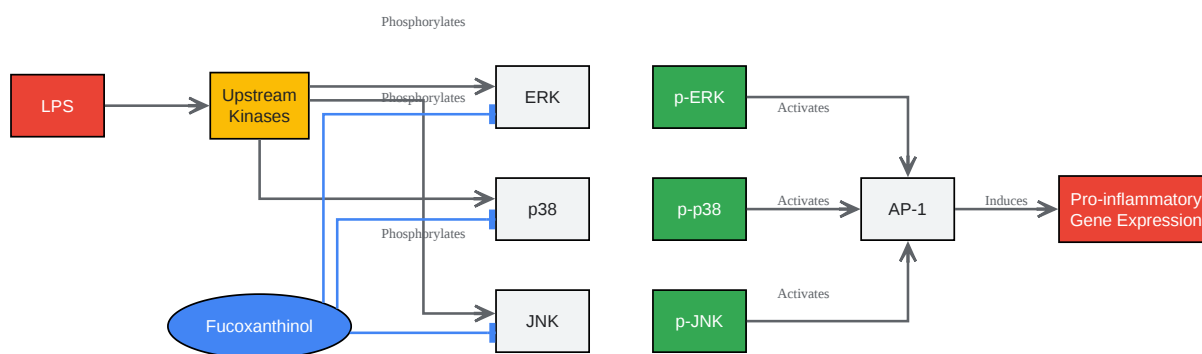 Phosphorylates
LPS
Upstream
Kinases
Phosphorylates
ERK
p-ERK
Activates
p38
p-p38
Activates
AP-1
Induces
Pro-inflammatory
Gene Expression
Phosphorylates
Fucoxanthinol
JNK
p-JNK
Activates